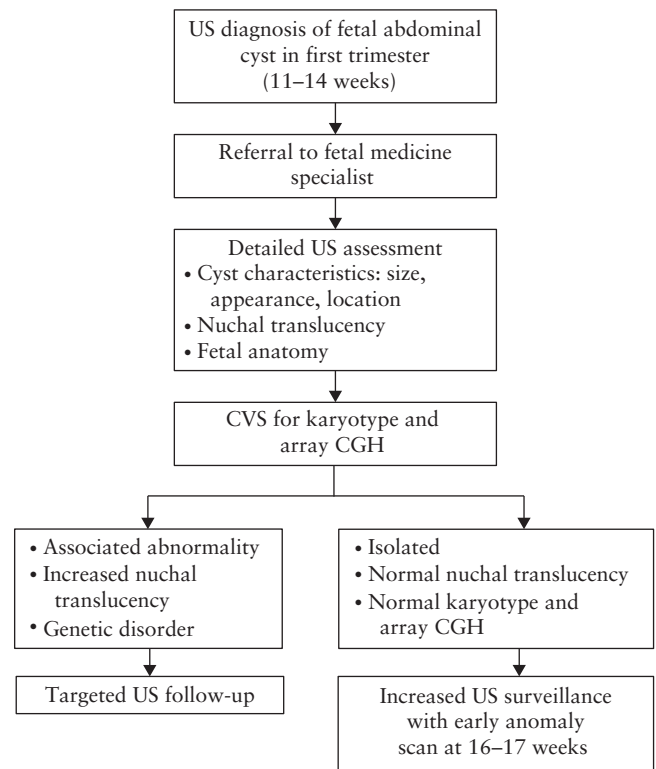 US diagnosis of fetal abdominal
cyst in first trimester
(11–14 weeks)
Referral to fetal medicine
specialist
Detailed US assessment
• Cyst characteristics: size,
appearance, location
• Nuchal translucency
• Fetal anatomy
CVS for karyotype and
array CGH
• Associated abnormality
• Increased nuchal
translucency
• Genetic disorder
Targeted US follow-up
• Isolated
• Normal nuchal translucency
• Normal karyotype and
array CGH
Increased US surveillance
with early anomaly
scan at 16–17 weeks